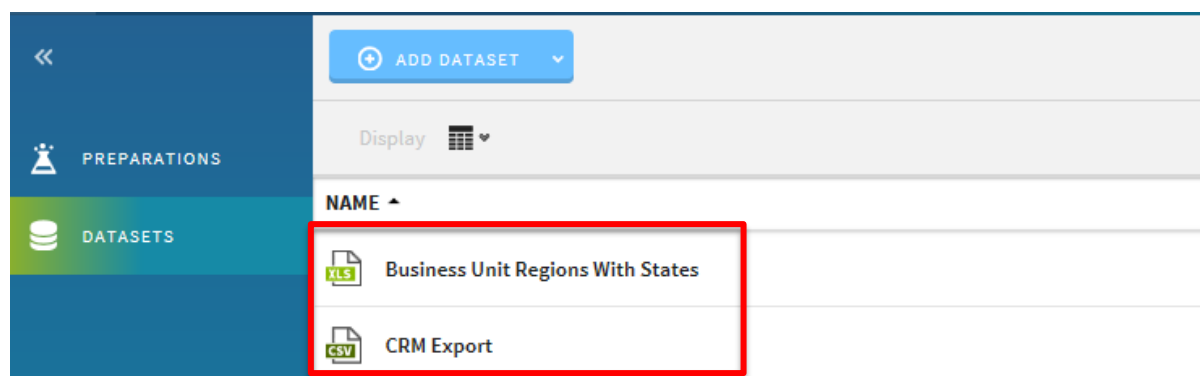 «
ADD DATASET
Display
PREPARATIONS
NAME
DATASETS
XLS Business Unit Regions With States
CSV CRM Export